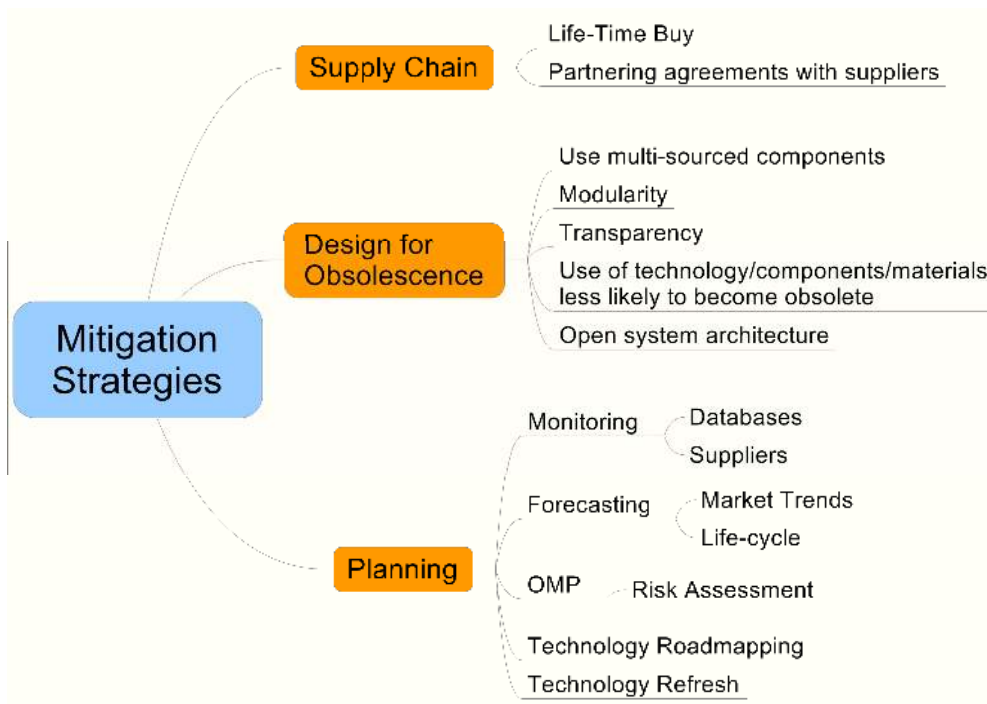 Supply Chain
Life-Time Buy
Partnering agreements with suppliers
Design for
Obsolescence
Use multi-sourced components
Modularity
Transparency
Use of technology/components/materials
less likely to become obsolete
Open system architecture
Mitigation
Strategies
Planning
Monitoring
Databases
Suppliers
Forecasting
Market Trends
Life-cycle
OMP
Risk Assessment
Technology Roadmapping
Technology Refresh